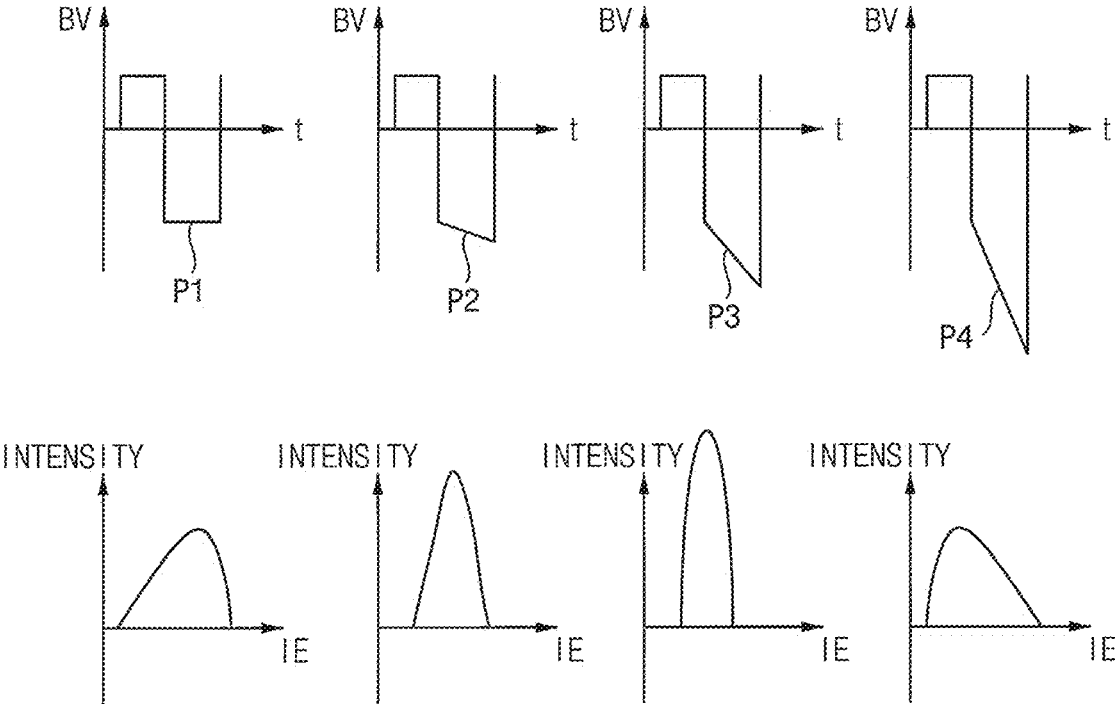 BV BV BV BV
t t t t
P1 P2 P3 P4
INTENSITY INTENSITY INTENSITY INTENSITY
IE IE IE IE